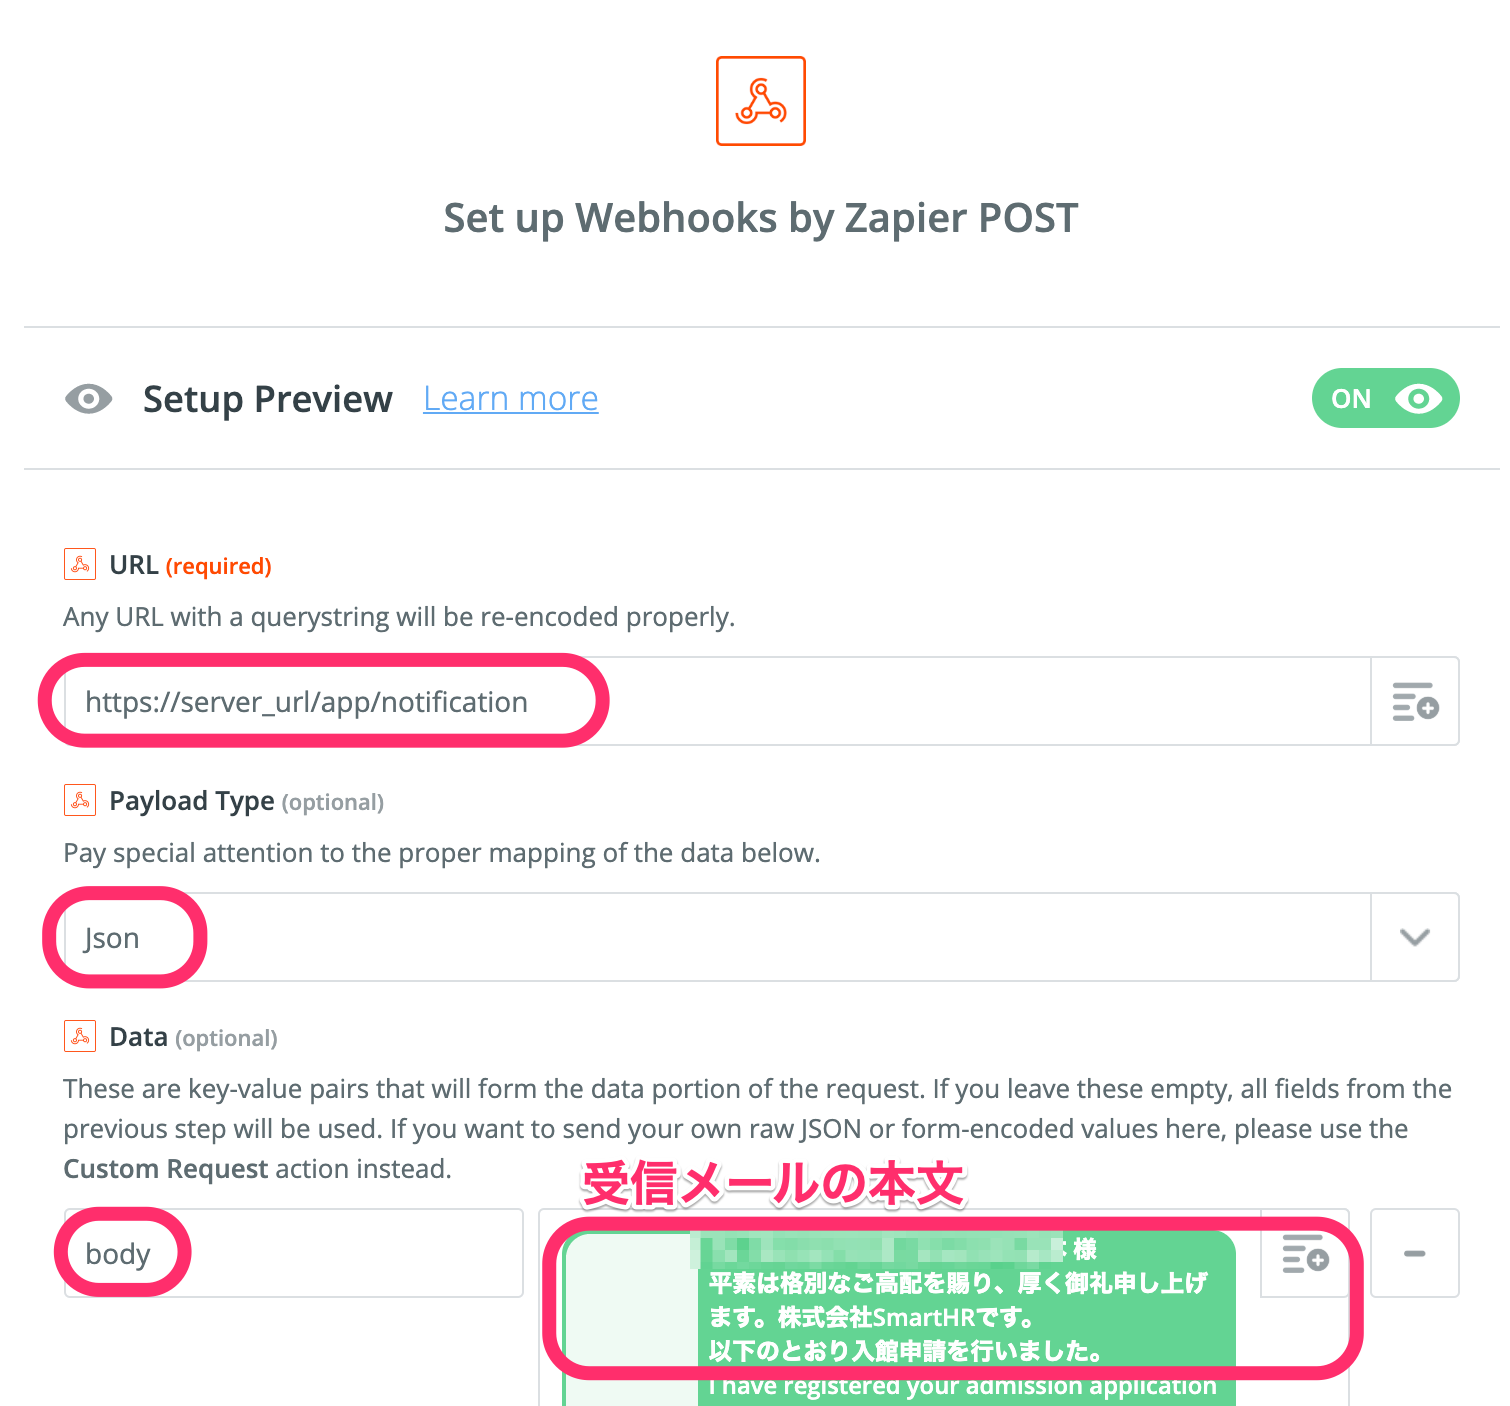 Set up Webhooks by Zapier POST
Setup Preview Learn more ON
URL (required)
Any URL with a querystring will be re-encoded properly.
https://server_url/app/notification
Payload Type (optional)
Pay special attention to the proper mapping of the data below.
Json
Data (optional)
These are key-value pairs that will form the data portion of the request. If you leave these empty, all fields from the
previous step will be used. If you want to send your own raw JSON or form-encoded values here, please use the
Custom Request action instead.
受信メールの本文
body
様
平素は格別なご高配を賜り、厚く御礼申し上げ
ます。株式会社SmartHRです。
以下のとおり入館申請を行いました。
I have registered your admission application